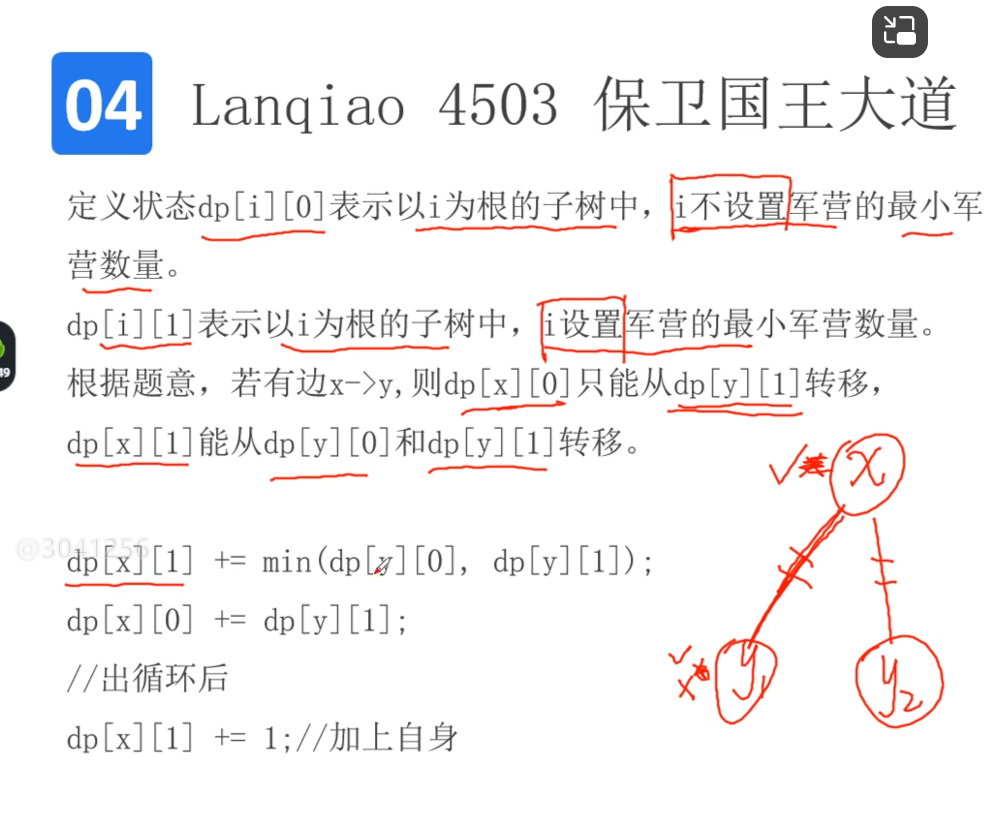 04 Lanqiao 4503 保卫国王大道
定义状态dp[i][0]表示以i为根的子树中，i不设置军营的最小军
营数量。
dp[i][1]表示以i为根的子树中，i设置军营的最小军营数量。
49
根据题意，若有边x->y,则dp[x][0]只能从dp[y][1]转移，
dp[x][1]能从dp[y][0]和dp[y][1]转移。
x
@3041256
dp[x][1] += min(dp[y][0], dp[y][1]);
dp[x][0] += dp[y][1];
y1 y2
//出循环后
dp[x][1] += 1;//加上自身